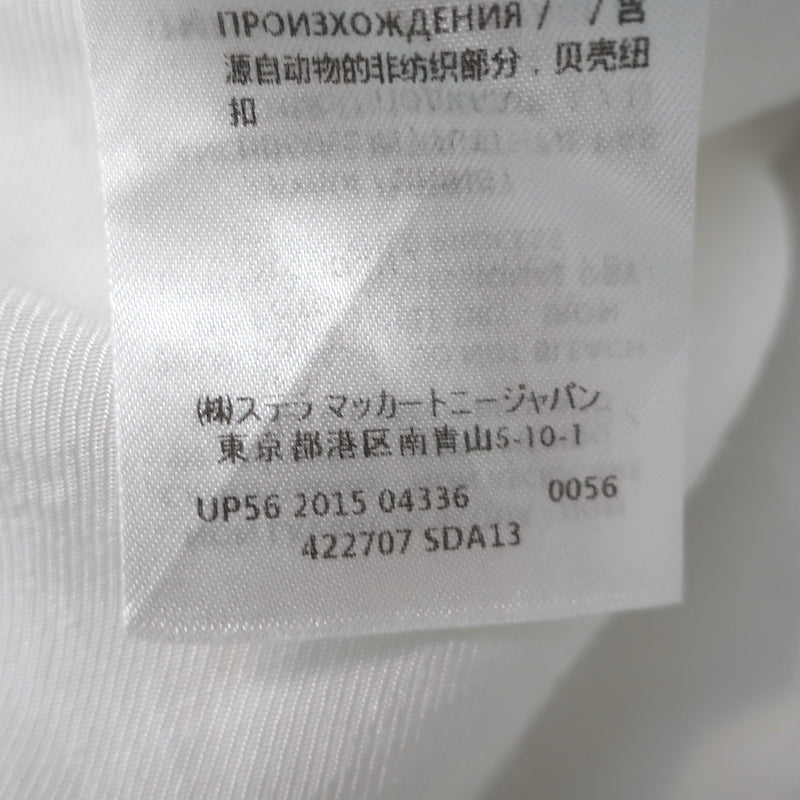 ПРОИЗХОЖДЕНИЯ / / 含
源自动物的非纺织部分，贝壳纽
扣
㈱ステラ マッカートニージャパン
東京都港区南青山5-10-1
UP56 2015 04336 0056
422707 SDA13